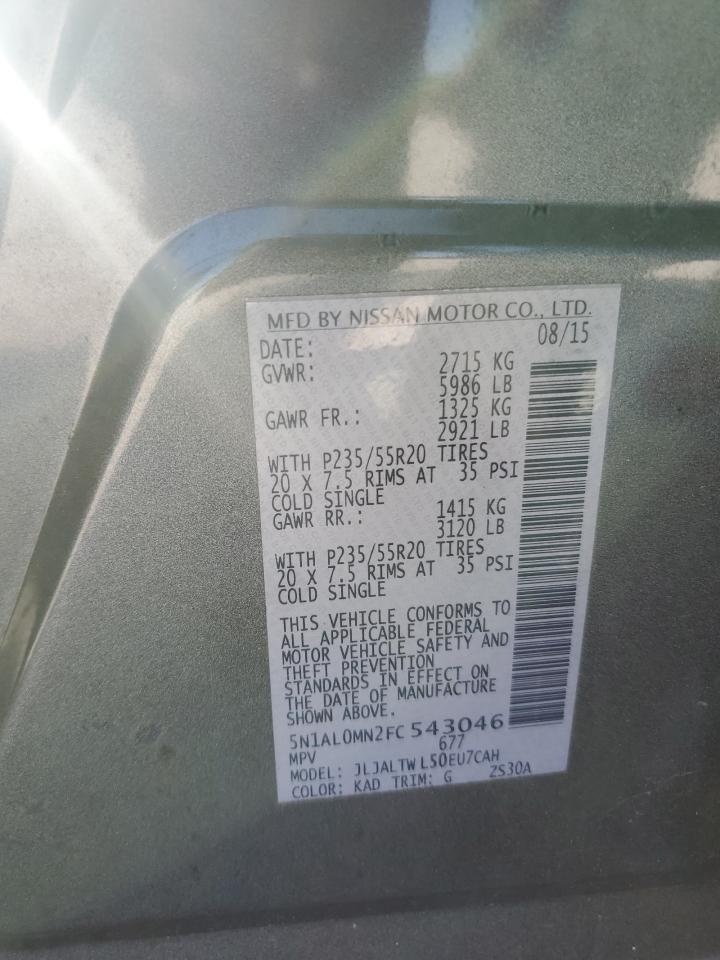 MFD BY NISSAN MOTOR CO., LTD.
DATE: 08/15
GVWR: 2715 KG
5986 LB
GAWR FR.: 1325 KG
2921 LB
WITH P235/55R20 TIRES
20 X 7.5 RIMS AT 35 PSI
COLD SINGLE
GAWR RR.: 1415 KG
3120 LB
WITH P235/55R20 TIRES
20 X 7.5 RIMS AT 35 PSI
COLD SINGLE
THIS VEHICLE CONFORMS TO
ALL APPLICABLE FEDERAL
MOTOR VEHICLE SAFETY AND
THEFT PREVENTION
STANDARDS IN EFFECT ON
THE DATE OF MANUFACTURE
SHOWN ABOVE.
5N1AL0MN2FC 543046
MPV 677
MODEL: JLJALTWL50EU7CAH
COLOR: KAD TRIM: G ZS30A